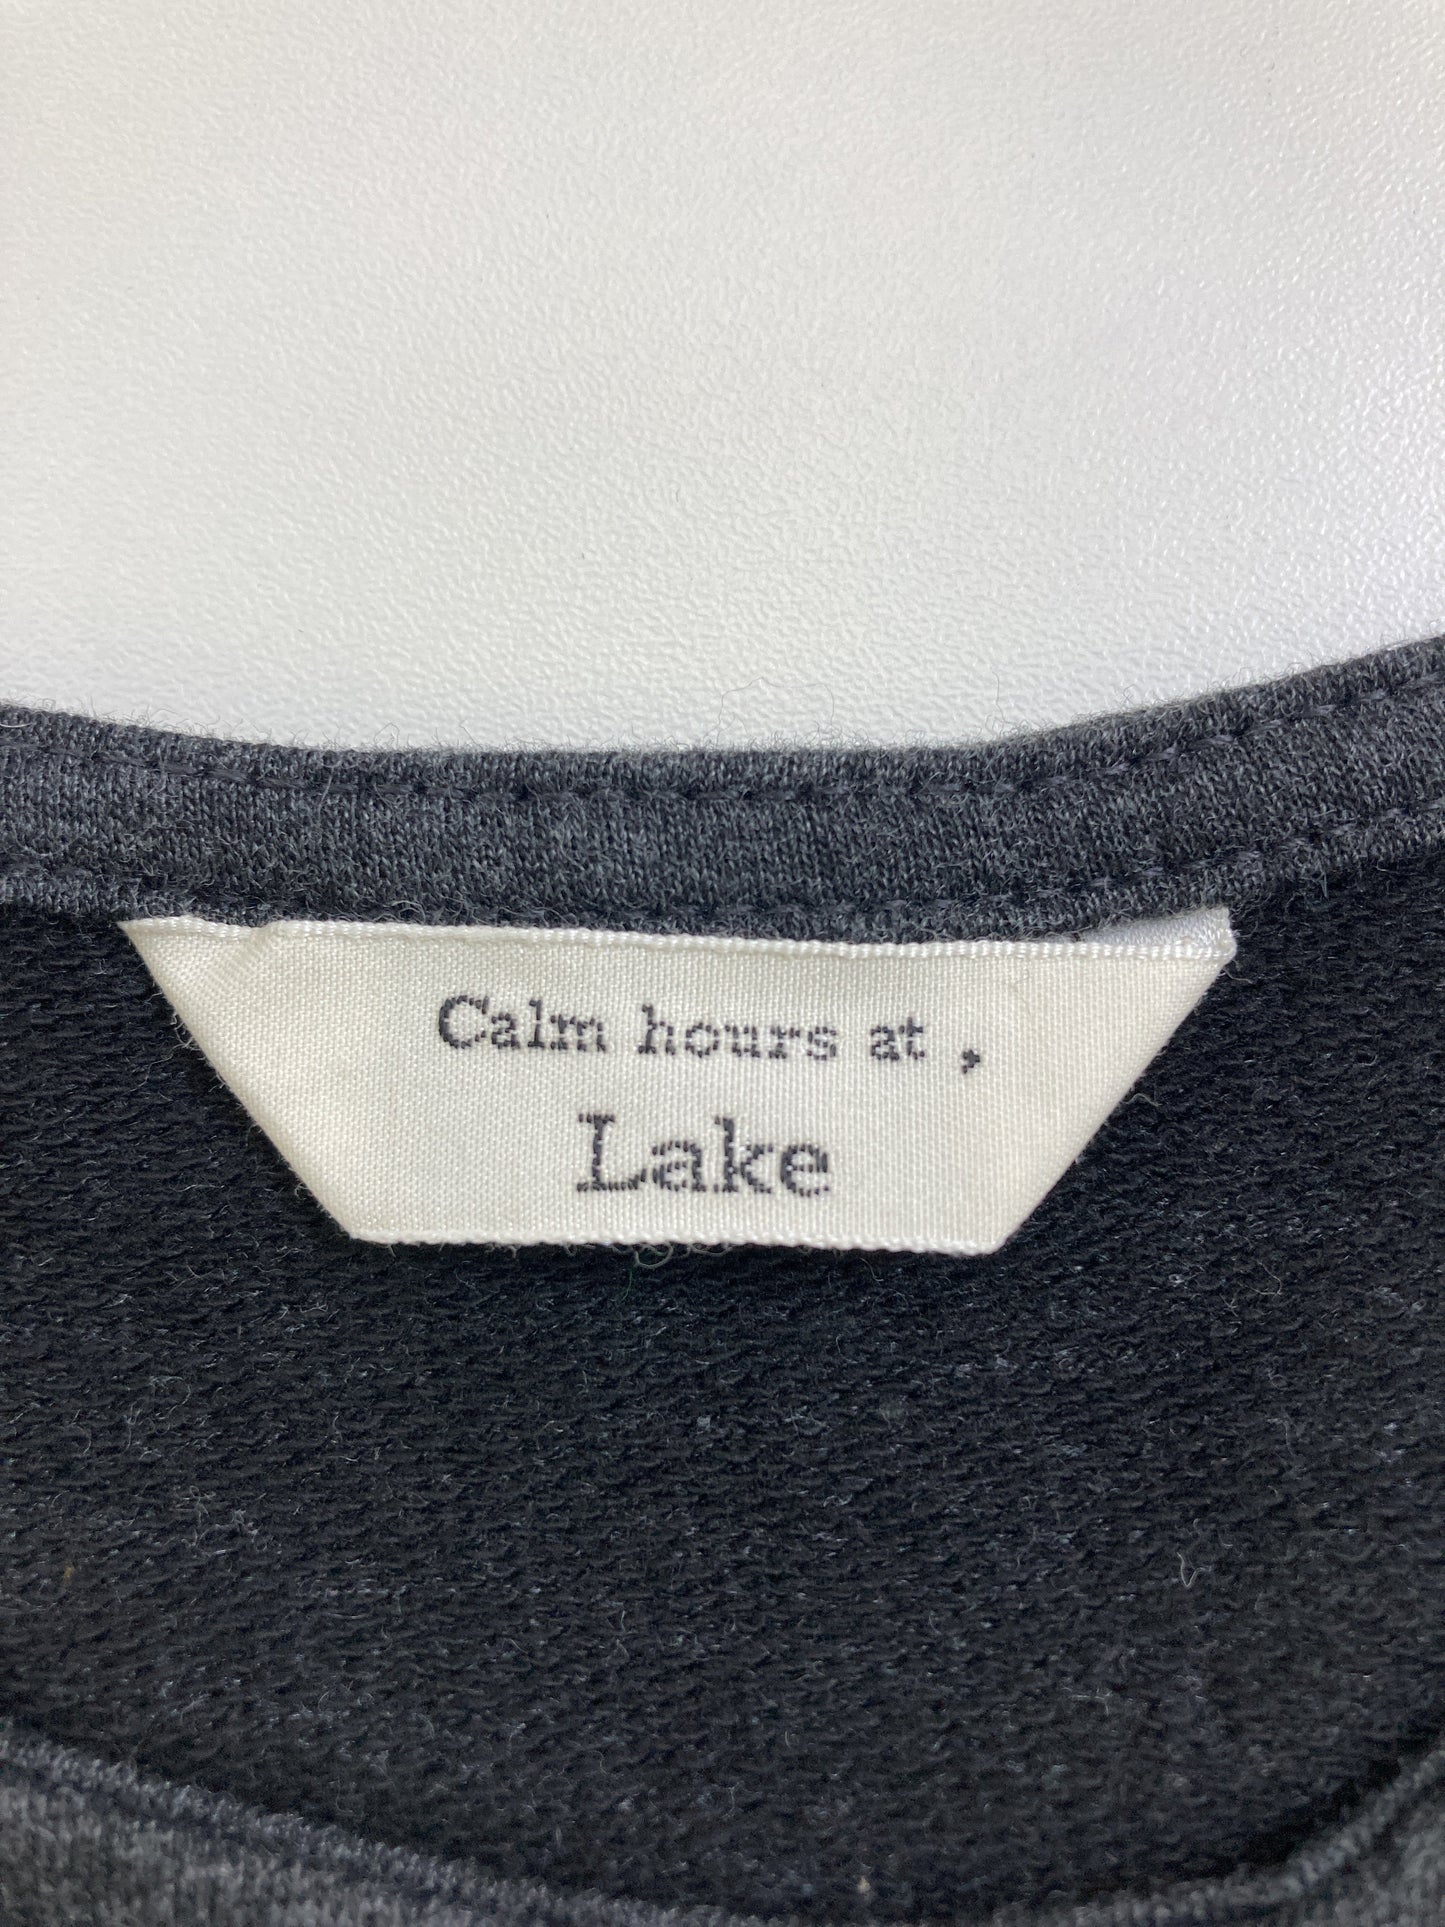 Calm hours at ,
Lake